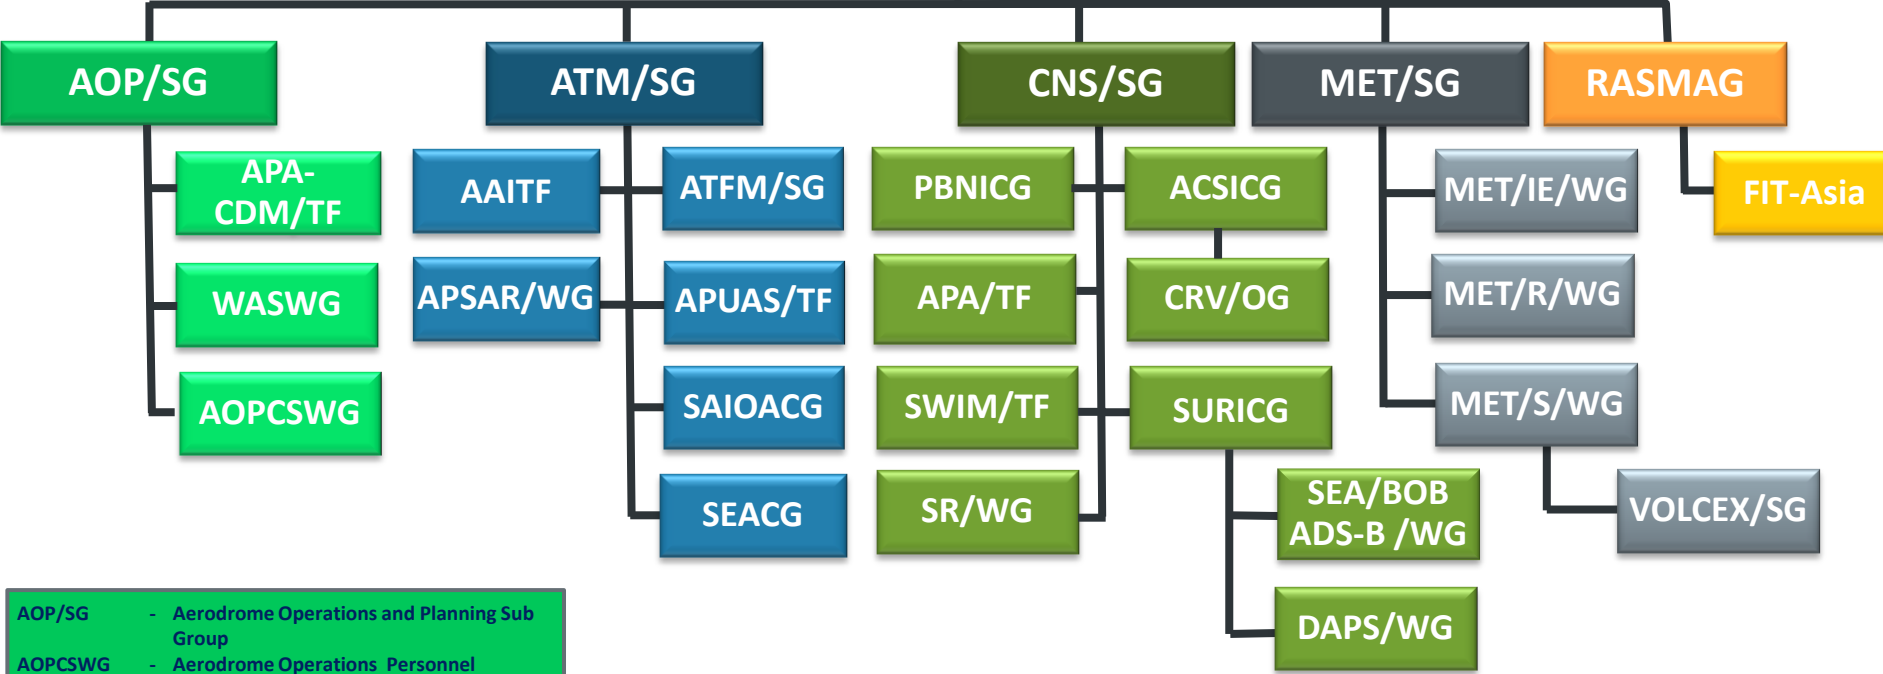 AOP/SG
ATM/SG
CNS/SG
MET/SG
RASMAG
APA-
CDM/TF
WASWG
AOPCSWG
AAITF
ATFM/SG
APSAR/WG
APUAS/TF
SAIOACG
SEACG
PBNICG
ACSICG
APA/TF
CRV/OG
SWIM/TF
SURICG
SR/WG
SEA/BOB
ADS-B /WG
DAPS/WG
MET/IE/WG
MET/R/WG
MET/S/WG
VOLCEX/SG
FIT-Asia
AOP/SG - Aerodrome Operations and Planning Sub
Group
AOPCSWG - Aerodrome Operations Personnel